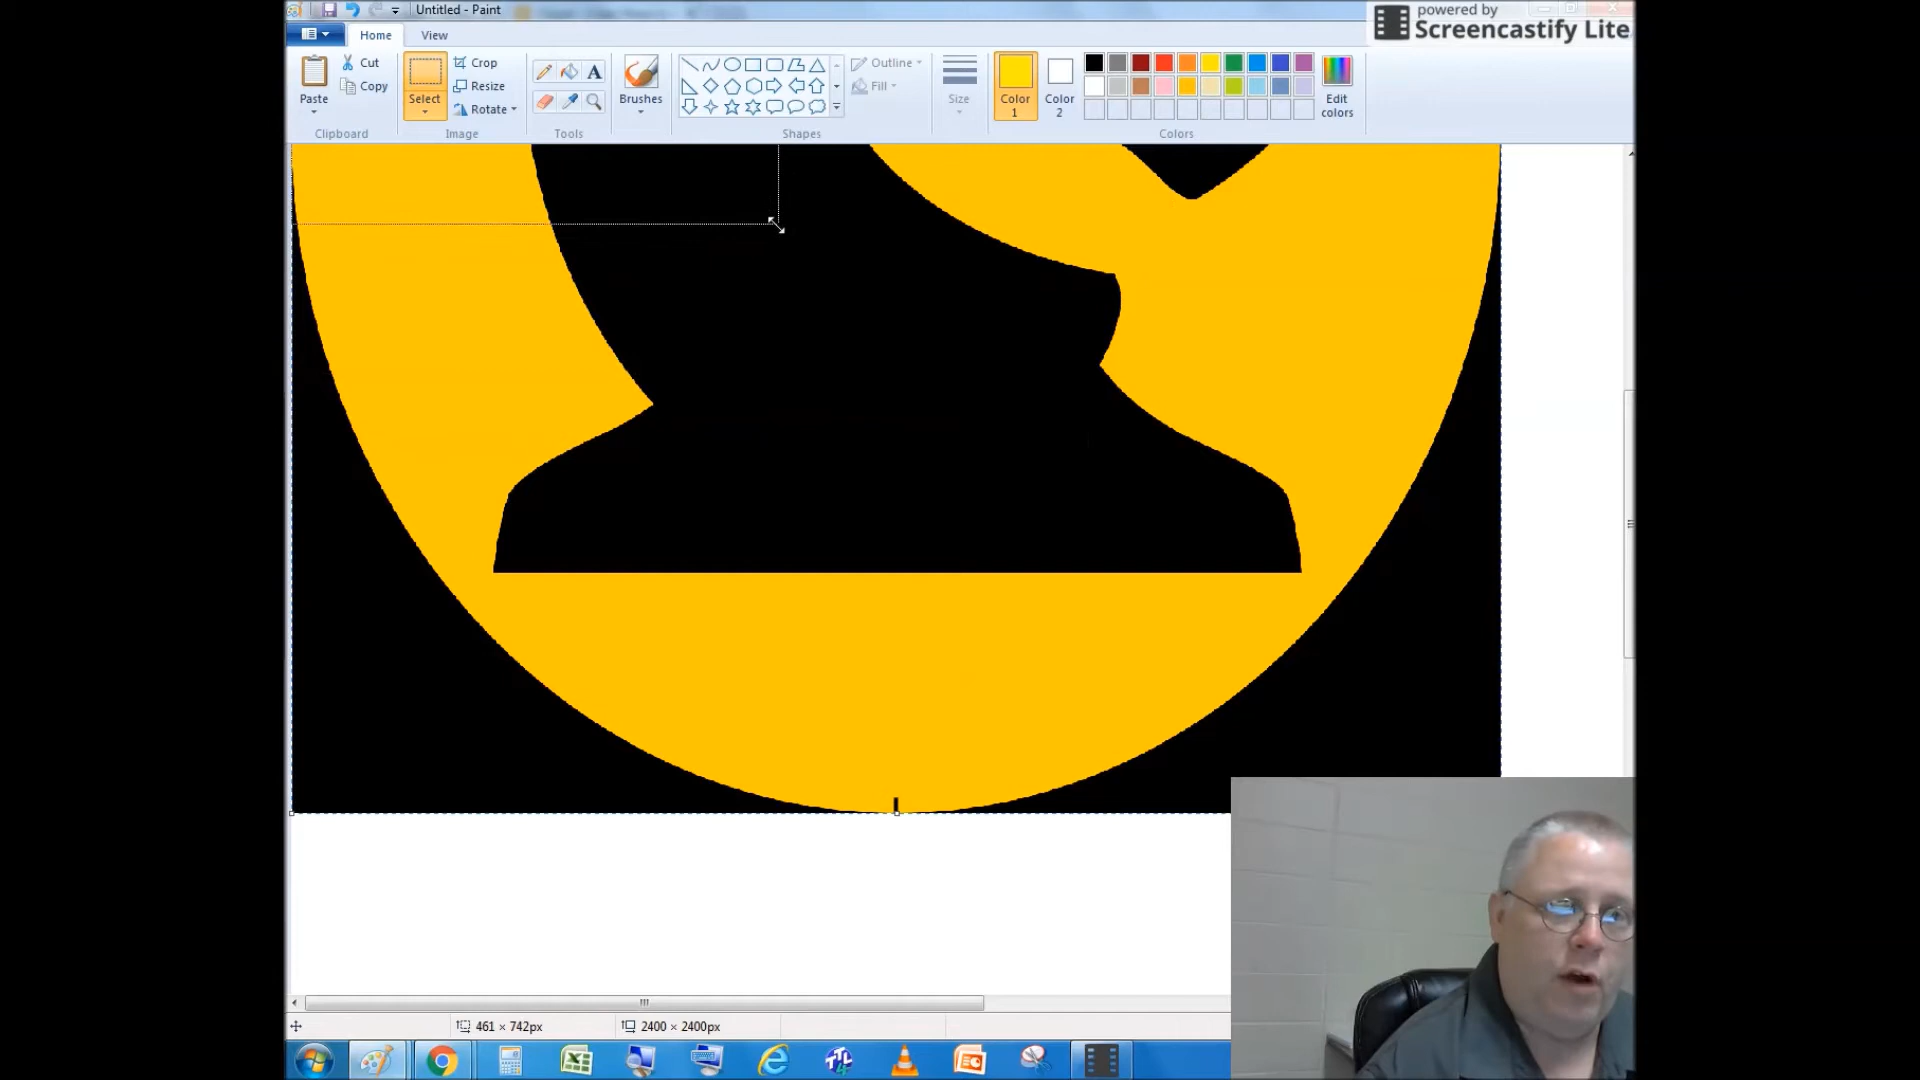 Untitled - Paint
powered by
Screencastify Lite
Home View
Paste
Cut
Copy
Clipboard
Select
Crop
Resize
Rotate
Image
A
Tools
Brushes
Outline
Fill
Shapes
Size
Color 1
Color 2
Edit colors
Colors
461 × 742px
2400 × 2400px